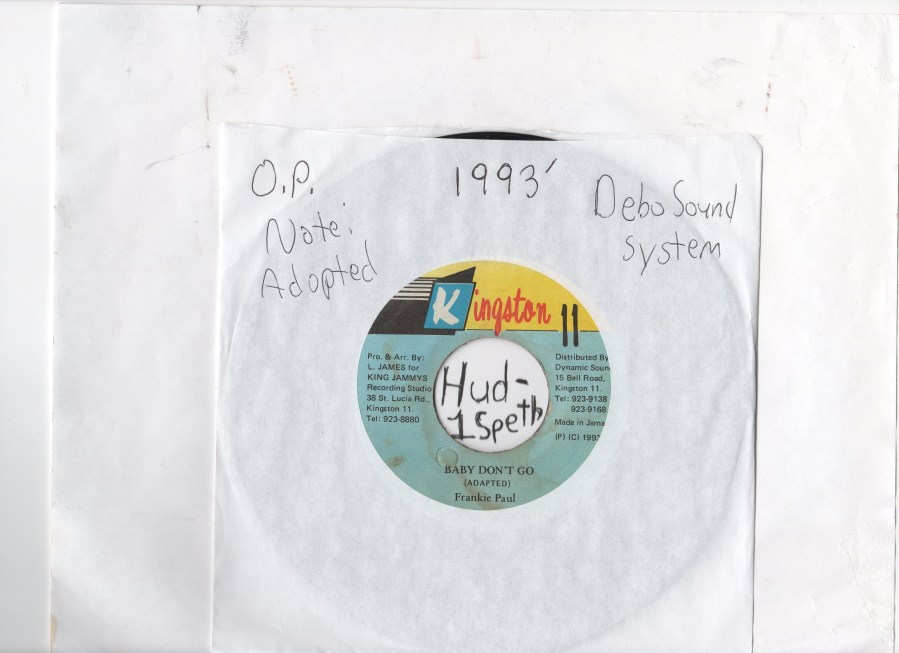 O.P.
1993'
Debo Sound
System
Note:
Adopted
Kingston 11
Pro. & Arr. By:
L. JAMES for
KING JAMMYS
Recording Studio
38 St. Lucia Rd.,
Kingston 11.
Tel: 923-8880
Hud-
1Speth
Distributed By
Dynamic Soun
15 Bell Road,
Kingston 11.
Tel: 923-9138
923-9168
Made in Jama
(P) (C) 1993
BABY DON'T GO
(ADAPTED)
Frankie Paul